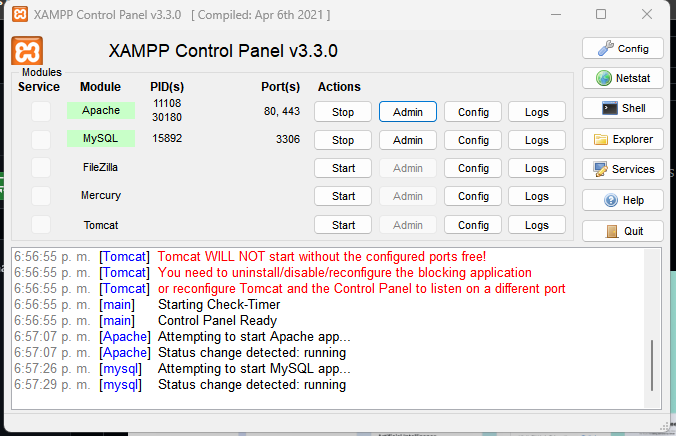 XAMPP Control Panel v3.3.0 [ Compiled: Apr 6th 2021 ]
XAMPP Control Panel v3.3.0
Config
Modules
Service Module PID(s) Port(s) Actions
Netstat
Apache 11108 30180 80, 443 Stop Admin Config Logs
Shell
MySQL 15892 3306 Stop Admin Config Logs
Explorer
FileZilla Start Admin Config Logs
Services
Mercury Start Admin Config Logs
Help
Tomcat Start Admin Config Logs
Quit
6:56:55 p. m. [Tomcat] Tomcat WILL NOT start without the configured ports free!
6:56:55 p. m. [Tomcat] You need to uninstall/disable/reconfigure the blocking application
6:56:55 p. m. [Tomcat] or reconfigure Tomcat and the Control Panel to listen on a different port
6:56:55 p. m. [main] Starting Check-Timer
6:56:55 p. m. [main] Control Panel Ready
6:57:07 p. m. [Apache] Attempting to start Apache app...
6:57:07 p. m. [Apache] Status change detected: running
6:57:26 p. m. [mysql] Attempting to start MySQL app...
6:57:29 p. m. [mysql] Status change detected: running